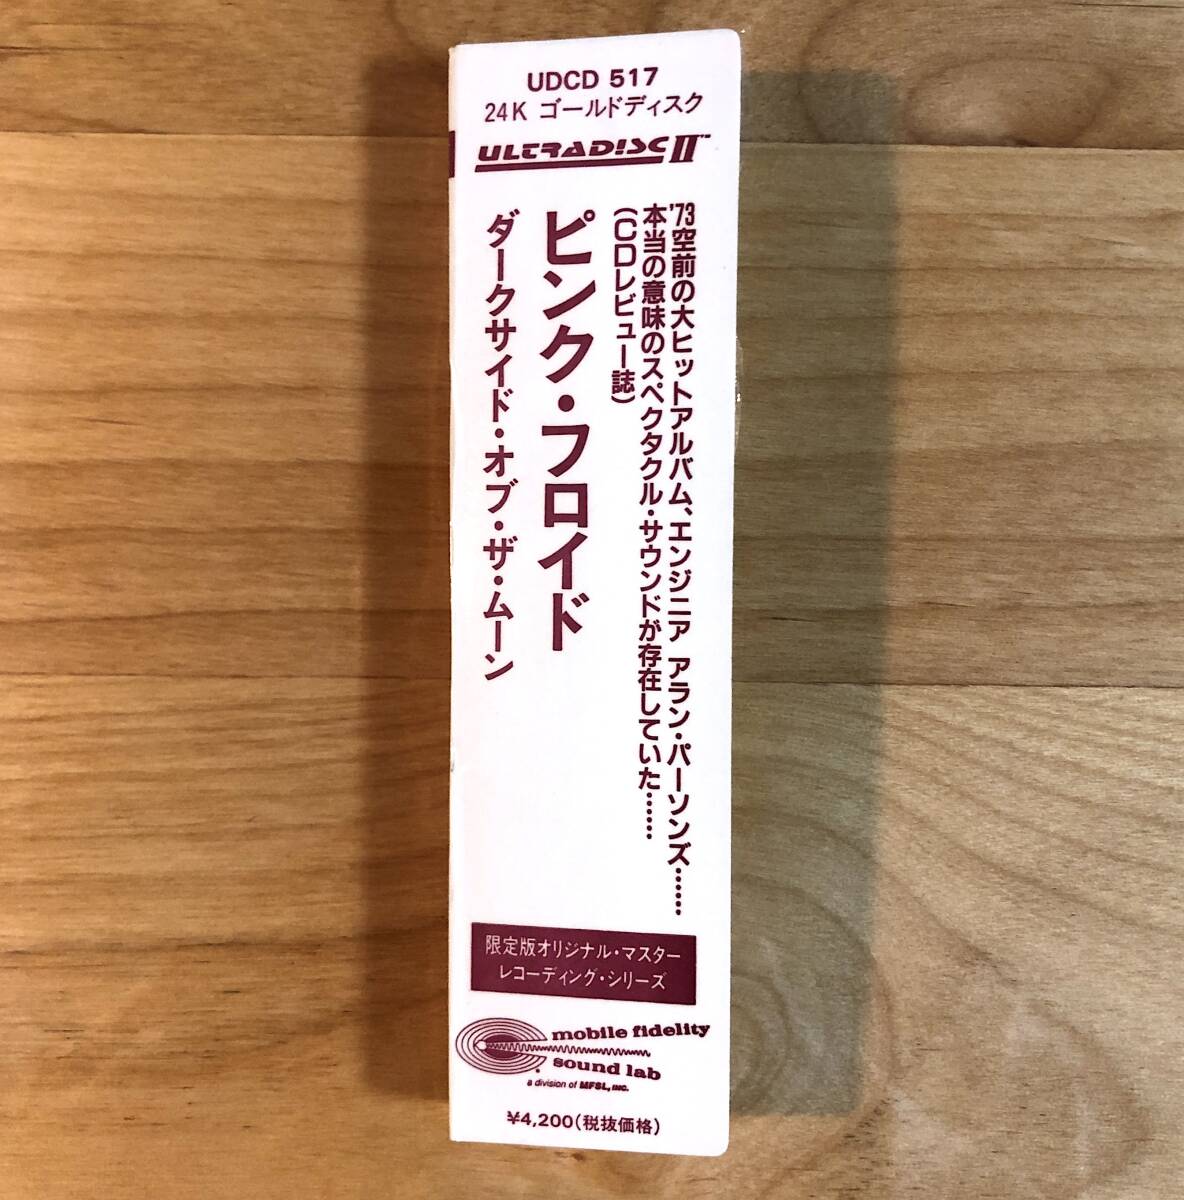 UDCD 517
24K ゴールドディスク
ULTRADISC II™
'73空前の大ヒットアルバム、エンジニア アラン・パーソンズ……
本当の意味のスペクタクル・サウンドが存在していた……
(CDレビュー誌)
ピンク・フロイド
ダークサイド・オブ・ザ・ムーン
限定版オリジナル・マスター
レコーディング・シリーズ
mobile fidelity
sound lab
a division of MFSL, INC.
¥4,200(税抜価格)